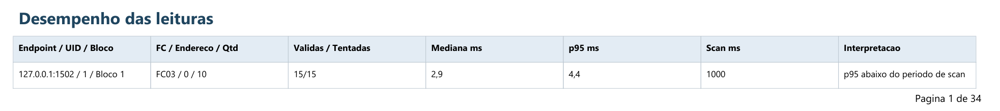 Desempenho das leituras
Endpoint / UID / Bloco FC / Endereco / Qtd Validas / Tentadas Mediana ms p95 ms Scan ms Interpretacao
127.0.0.1:1502 / 1 / Bloco 1 FC03 / 0 / 10 15/15 2,9 4,4 1000 p95 abaixo do periodo de scan
Pagina 1 de 34